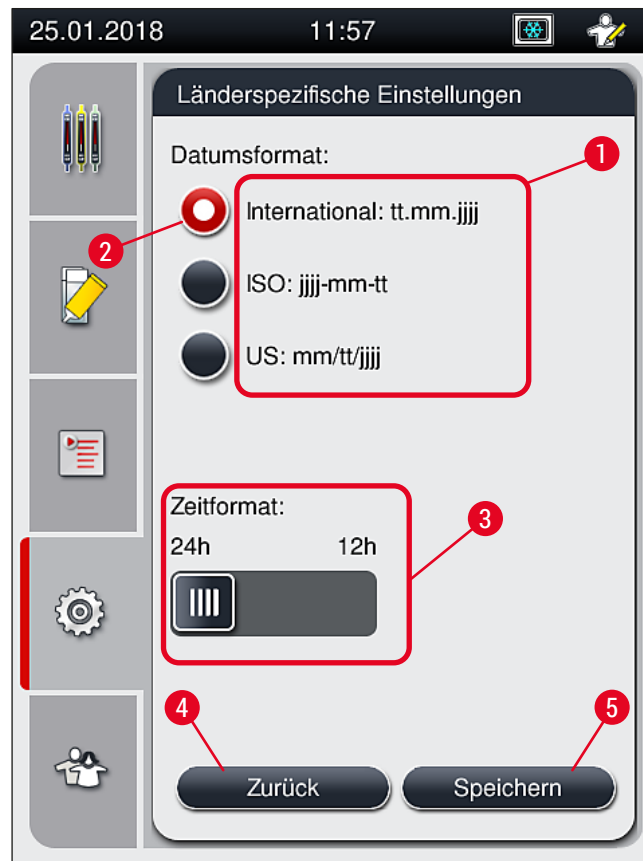 25.01.2018 11:57
Länderspezifische Einstellungen
Datumsformat:
1
International: tt.mm.jjjj
2
ISO: jjjj-mm-tt
US: mm/tt/jjjj
Zeitformat:
3
24h 12h
4
5
Zurück Speichern